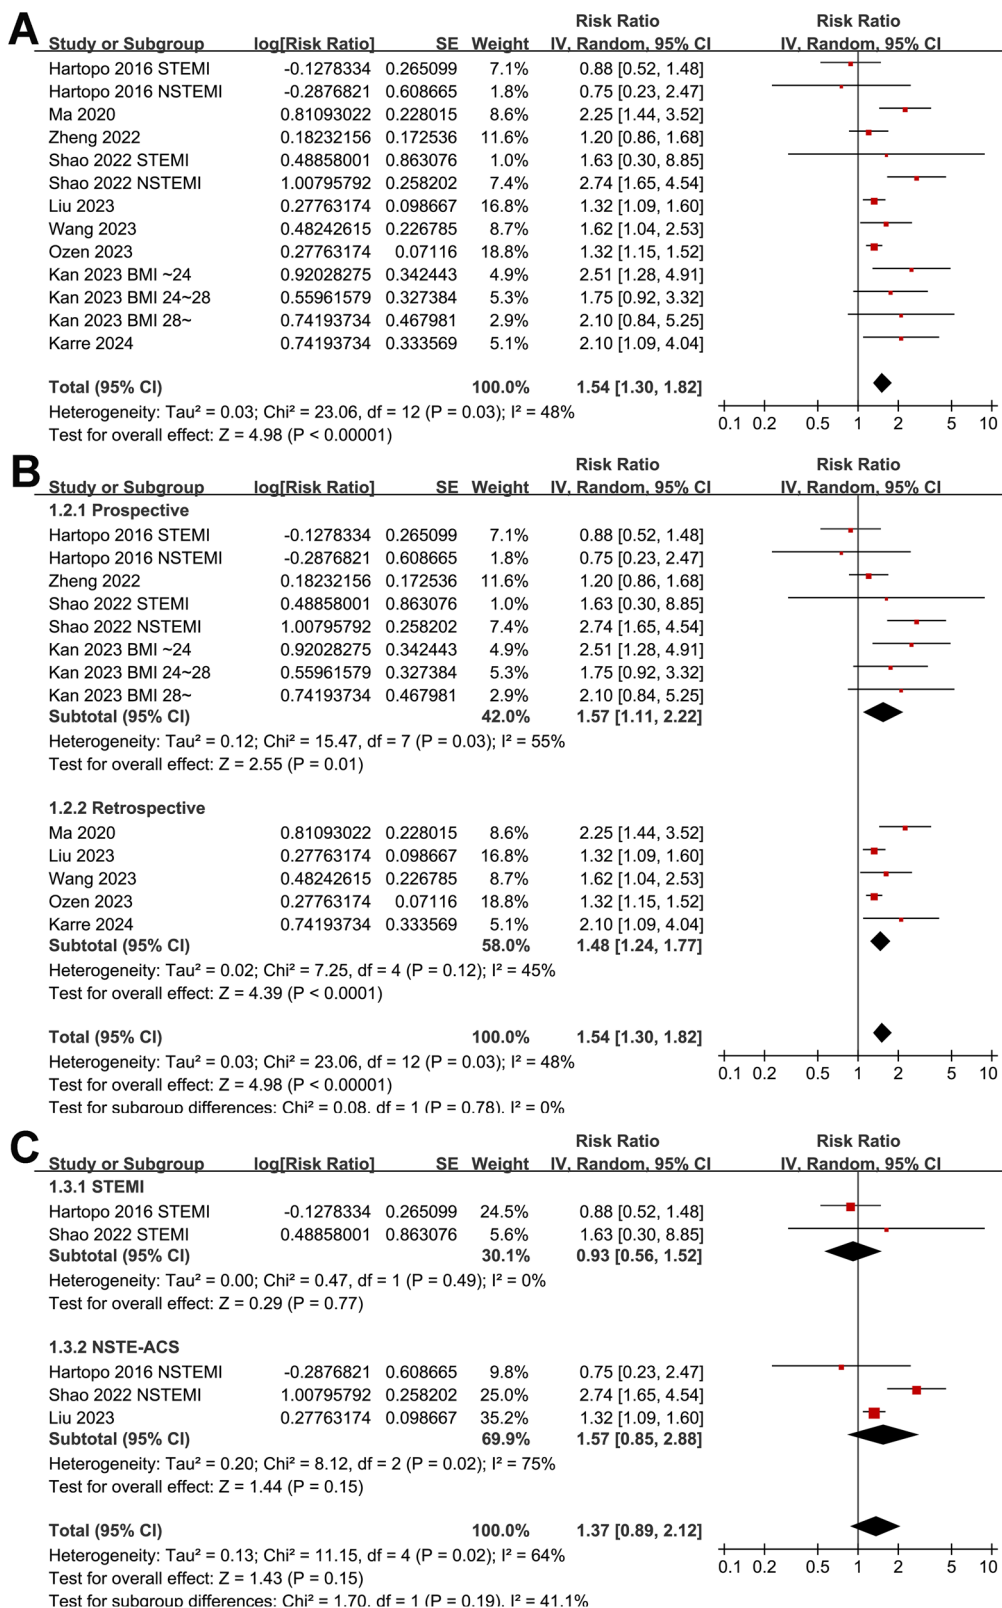 A
Risk Ratio Risk Ratio
Study or Subgroup log[Risk Ratio] SE Weight IV, Random, 95% CI IV, Random, 95% CI
Hartopo 2016 STEMI -0.1278334 0.265099 7.1% 0.88 [0.52, 1.48]
Hartopo 2016 NSTEMI -0.2876821 0.608665 1.8% 0.75 [0.23, 2.47]
Ma 2020 0.81093022 0.228015 8.6% 2.25 [1.44, 3.52]
Zheng 2022 0.18232156 0.172536 11.6% 1.20 [0.86, 1.68]
Shao 2022 STEMI 0.48858001 0.863076 1.0% 1.63 [0.30, 8.85]
Shao 2022 NSTEMI 1.00795792 0.258202 7.4% 2.74 [1.65, 4.54]
Liu 2023 0.27763174 0.098667 16.8% 1.32 [1.09, 1.60]
Wang 2023 0.48242615 0.226785 8.7% 1.62 [1.04, 2.53]
Ozen 2023 0.27763174 0.07116 18.8% 1.32 [1.15, 1.52]
Kan 2023 BMI ~24 0.92028275 0.342443 4.9% 2.51 [1.28, 4.91]
Kan 2023 BMI 24~28 0.55961579 0.327384 5.3% 1.75 [0.92, 3.32]
Kan 2023 BMI 28~ 0.74193734 0.467981 2.9% 2.10 [0.84, 5.25]
Karre 2024 0.74193734 0.333569 5.1% 2.10 [1.09, 4.04]
Total (95% CI) 100.0% 1.54 [1.30, 1.82]
Heterogeneity: Tau² = 0.03; Chi² = 23.06, df = 12 (P = 0.03); I² = 48%
0.1 0.2 0.5 1 2 5 10
Test for overall effect: Z = 4.98 (P < 0.00001)
B
Risk Ratio Risk Ratio
Study or Subgroup log[Risk Ratio] SE Weight IV, Random, 95% CI IV, Random, 95% CI
1.2.1 Prospective
Hartopo 2016 STEMI -0.1278334 0.265099 7.1% 0.88 [0.52, 1.48]
Hartopo 2016 NSTEMI -0.2876821 0.608665 1.8% 0.75 [0.23, 2.47]
Zheng 2022 0.18232156 0.172536 11.6% 1.20 [0.86, 1.68]
Shao 2022 STEMI 0.48858001 0.863076 1.0% 1.63 [0.30, 8.85]
Shao 2022 NSTEMI 1.00795792 0.258202 7.4% 2.74 [1.65, 4.54]
Kan 2023 BMI ~24 0.92028275 0.342443 4.9% 2.51 [1.28, 4.91]
Kan 2023 BMI 24~28 0.55961579 0.327384 5.3% 1.75 [0.92, 3.32]
Kan 2023 BMI 28~ 0.74193734 0.467981 2.9% 2.10 [0.84, 5.25]
Subtotal (95% CI) 42.0% 1.57 [1.11, 2.22]
Heterogeneity: Tau² = 0.12; Chi² = 15.47, df = 7 (P = 0.03); I² = 55%
Test for overall effect: Z = 2.55 (P = 0.01)
1.2.2 Retrospective
Ma 2020 0.81093022 0.228015 8.6% 2.25 [1.44, 3.52]
Liu 2023 0.27763174 0.098667 16.8% 1.32 [1.09, 1.60]
Wang 2023 0.48242615 0.226785 8.7% 1.62 [1.04, 2.53]
Ozen 2023 0.27763174 0.07116 18.8% 1.32 [1.15, 1.52]
Karre 2024 0.74193734 0.333569 5.1% 2.10 [1.09, 4.04]
Subtotal (95% CI) 58.0% 1.48 [1.24, 1.77]
Heterogeneity: Tau² = 0.02; Chi² = 7.25, df = 4 (P = 0.12); I² = 45%
Test for overall effect: Z = 4.39 (P < 0.0001)
Total (95% CI) 100.0% 1.54 [1.30, 1.82]
Heterogeneity: Tau² = 0.03; Chi² = 23.06, df = 12 (P = 0.03); I² = 48%
0.1 0.2 0.5 1 2 5 10
Test for overall effect: Z = 4.98 (P < 0.00001)
Test for subgroup differences: Chi² = 0.08, df = 1 (P = 0.78), I² = 0%
C
Risk Ratio Risk Ratio
Study or Subgroup log[Risk Ratio] SE Weight IV, Random, 95% CI IV, Random, 95% CI
1.3.1 STEMI
Hartopo 2016 STEMI -0.1278334 0.265099 24.5% 0.88 [0.52, 1.48]
Shao 2022 STEMI 0.48858001 0.863076 5.6% 1.63 [0.30, 8.85]
Subtotal (95% CI) 30.1% 0.93 [0.56, 1.52]
Heterogeneity: Tau² = 0.00; Chi² = 0.47, df = 1 (P = 0.49); I² = 0%
Test for overall effect: Z = 0.29 (P = 0.77)
1.3.2 NSTE-ACS
Hartopo 2016 NSTEMI -0.2876821 0.608665 9.8% 0.75 [0.23, 2.47]
Shao 2022 NSTEMI 1.00795792 0.258202 25.0% 2.74 [1.65, 4.54]
Liu 2023 0.27763174 0.098667 35.2% 1.32 [1.09, 1.60]
Subtotal (95% CI) 69.9% 1.57 [0.85, 2.88]
Heterogeneity: Tau² = 0.20; Chi² = 8.12, df = 2 (P = 0.02); I² = 75%
Test for overall effect: Z = 1.44 (P = 0.15)
Total (95% CI) 100.0% 1.37 [0.89, 2.12]
Heterogeneity: Tau² = 0.13; Chi² = 11.15, df = 4 (P = 0.02); I² = 64%
0.1 0.2 0.5 1 2 5 10
Test for overall effect: Z = 1.43 (P = 0.15)
Test for subgroup differences: Chi² = 1.70, df = 1 (P = 0.19), I² = 41.1%